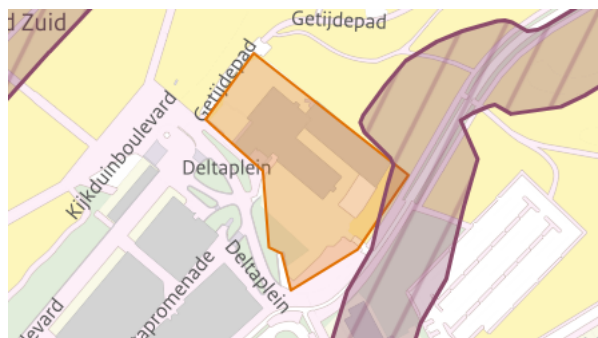 d Zuid
Getijdepad
Getijdepad
Kijkduinboulevard
Deltaplein
Deltaplein
apromenade
levard